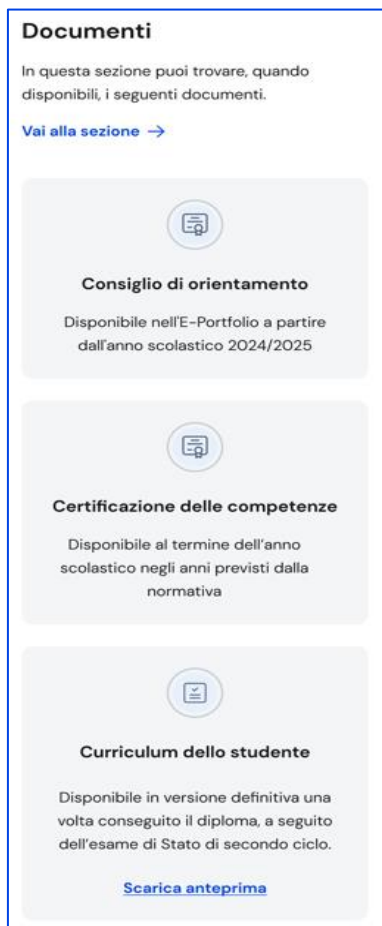 Documenti
In questa sezione puoi trovare, quando
disponibili, i seguenti documenti.
Vai alla sezione →
Consiglio di orientamento
Disponibile nell'E-Portfolio a partire
dall'anno scolastico 2024/2025
Certificazione delle competenze
Disponibile al termine dell'anno
scolastico negli anni previsti dalla
normativa
Curriculum dello studente
Disponibile in versione definitiva una
volta conseguito il diploma, a seguito
dell'esame di Stato di secondo ciclo.
Scarica anteprima